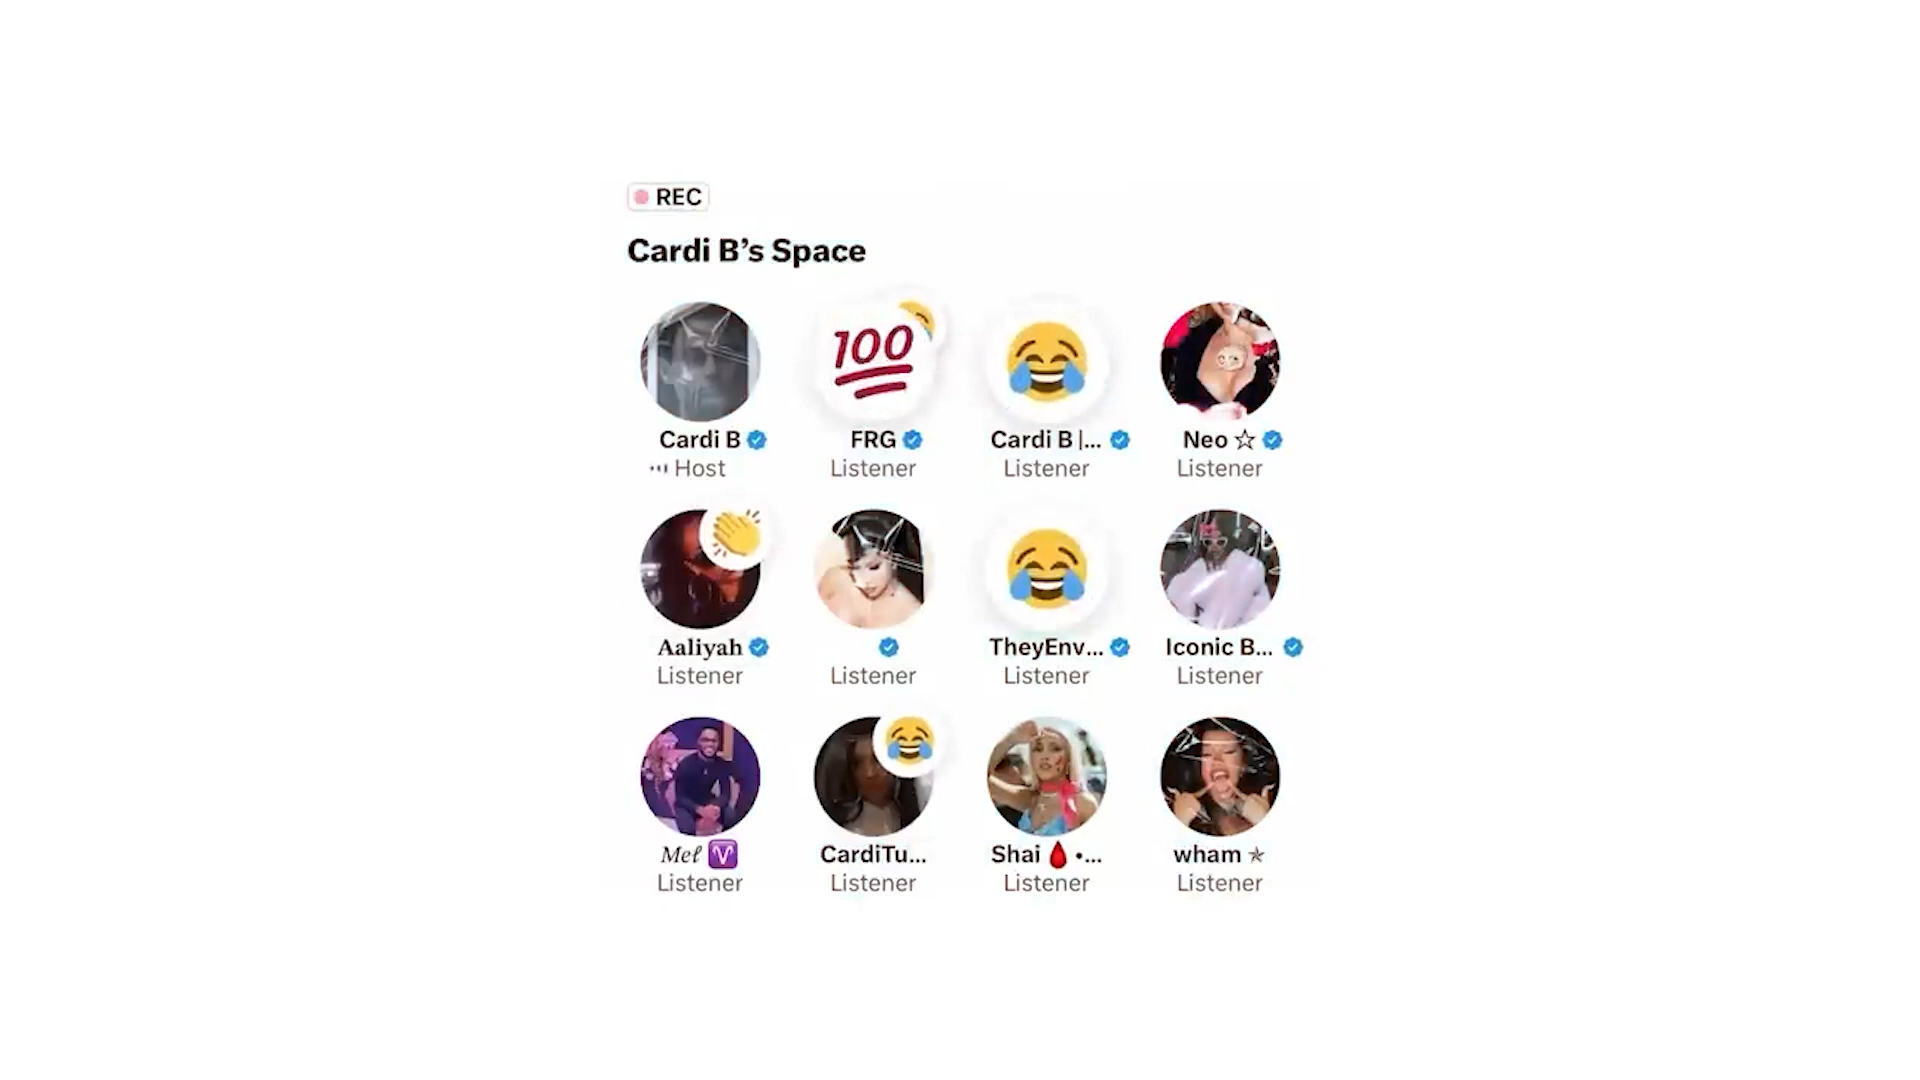 REC
Cardi B’s Space
Cardi B
Host
100
FRG
Listener
Cardi B |...
Listener
Neo ☆
Listener
Aaliyah
Listener
Listener
TheyEnv...
Listener
Iconic B...
Listener
Mel ♈
Listener
CardiTu...
Listener
Shai 🩸 •...
Listener
wham ✯
Listener